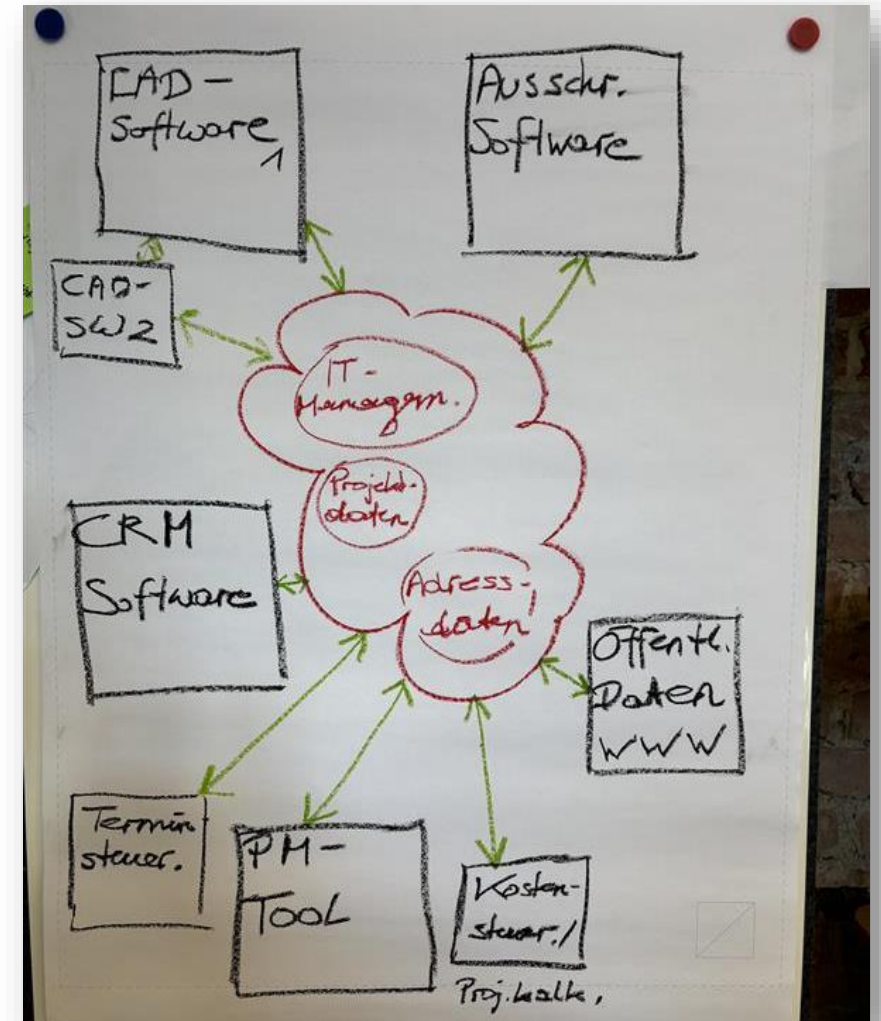 CAD-
Software
1
Ausschr.
Software
CAD-
SW2
IT-
Managem.
Projekt-
daten
CRM
Software
Adress-
daten
Öffentl.
Daten
WWW
Termin
steuer.
PM-
TOOL
Kosten-
steuer./
Proj.kalk.